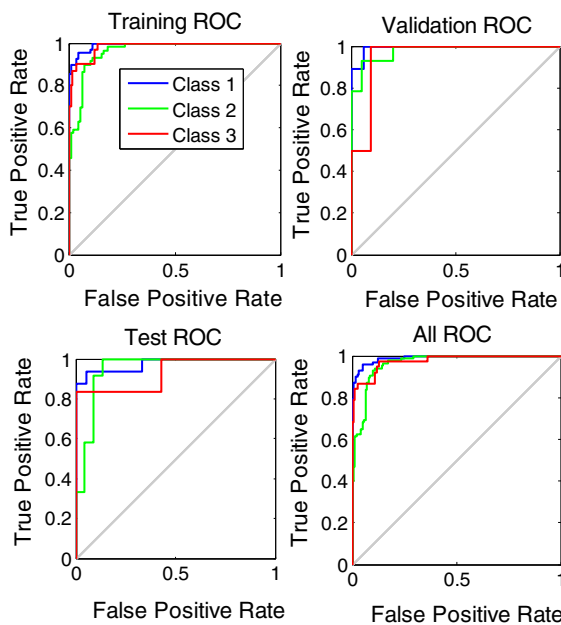 Training ROC
True Positive Rate
1
0.8
0.6
0.4
0.2
0
Class 1
Class 2
Class 3
0
0.5
1
False Positive Rate
Validation ROC
True Positive Rate
1
0.8
0.6
0.4
0.2
0
0
0.5
1
False Positive Rate
Test ROC
True Positive Rate
1
0.8
0.6
0.4
0.2
0
0
0.5
1
False Positive Rate
All ROC
True Positive Rate
1
0.8
0.6
0.4
0.2
0
0
0.5
1
False Positive Rate